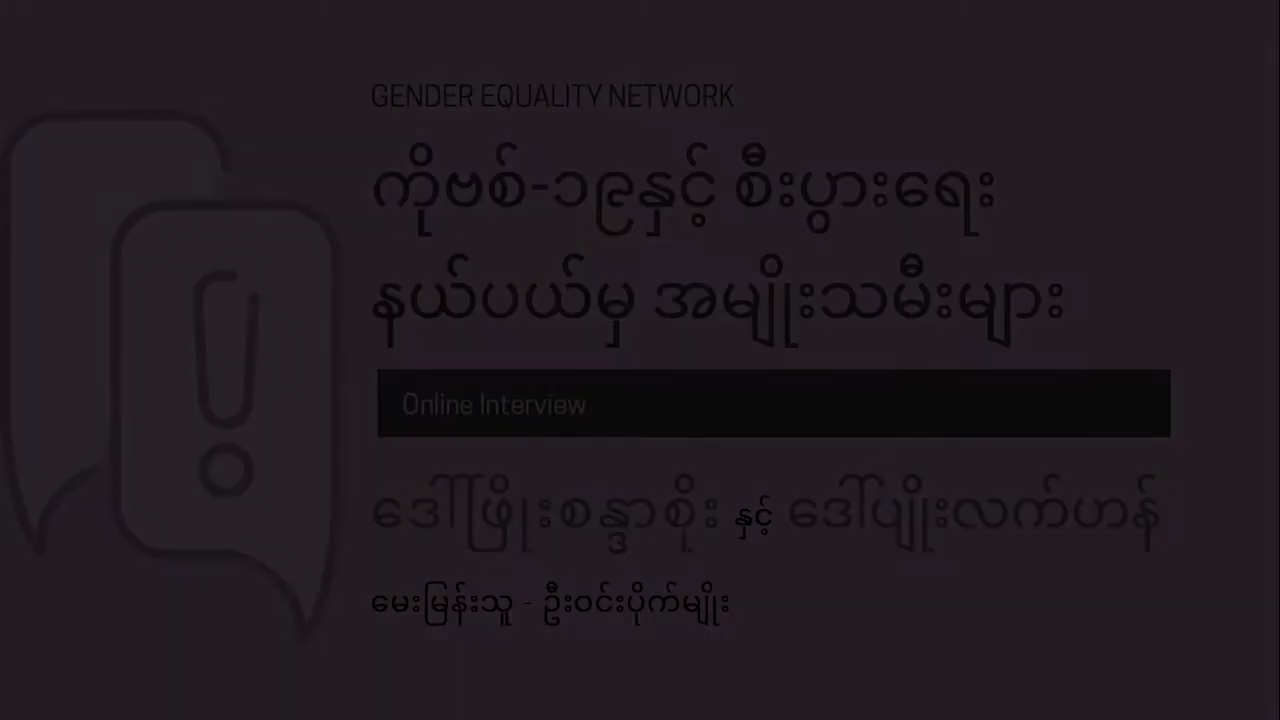 GENDER EQUALITY NETWORK
ကိုဗစ်-၁၉နှင့် စီးပွားရေး
နယ်ပယ်မှ အမျိုးသမီးများ
Online Interview
ဒေါ်ဖြိုးစန္ဒာစိုး နှင့် ဒေါ်ပျိုးလက်ဟန်
မေးမြန်းသူ - ဦးဝင်းပိုက်မျိုး